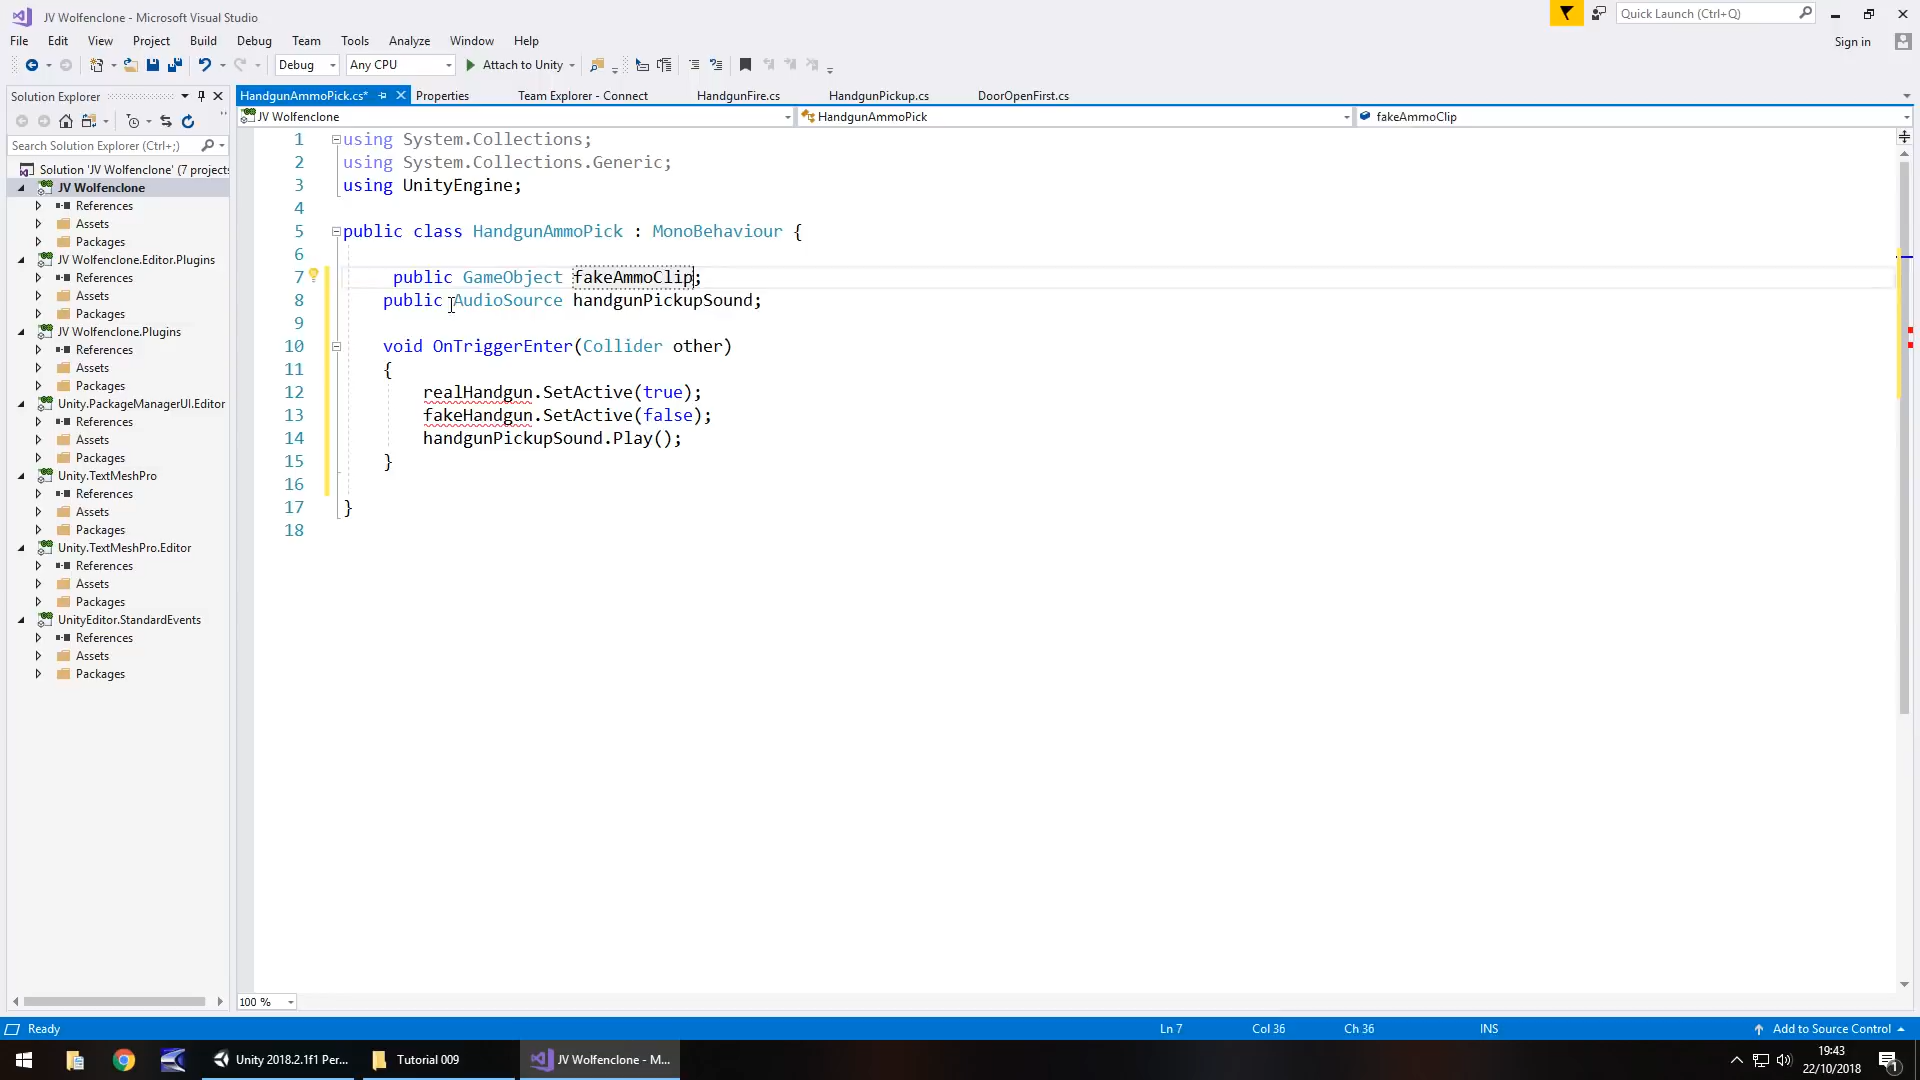 JV Wolfenclone - Microsoft Visual Studio
Quick Launch (Ctrl+Q)
File Edit View Project Build Debug Team Tools Analyze Window Help
Sign in
Debug Any CPU Attach to Unity
Solution Explorer
HandgunAmmoPick.cs* Properties Team Explorer - Connect HandgunFire.cs HandgunPickup.cs DoorOpenFirst.cs
JV Wolfenclone HandgunAmmoPick fakeAmmoClip
Search Solution Explorer (Ctrl+;)
Solution 'JV Wolfenclone' (7 projects
JV Wolfenclone
References
Assets
Packages
JV Wolfenclone.Editor.Plugins
References
Assets
Packages
JV Wolfenclone.Plugins
References
Assets
Packages
Unity.PackageManagerUI.Editor
References
Assets
Packages
Unity.TextMeshPro
References
Assets
Packages
Unity.TextMeshPro.Editor
References
Assets
Packages
UnityEditor.StandardEvents
References
Assets
Packages
1 using System.Collections;
2 using System.Collections.Generic;
3 using UnityEngine;
4
5 public class HandgunAmmoPick : MonoBehaviour {
6
7 public GameObject fakeAmmoClip;
8 public AudioSource handgunPickupSound;
9
10 void OnTriggerEnter(Collider other)
11 {
12 realHandgun.SetActive(true);
13 fakeHandgun.SetActive(false);
14 handgunPickupSound.Play();
15 }
16
17 }
18
100 %
Ready Ln 7 Col 36 Ch 36 INS Add to Source Control
Unity 2018.2.1f1 Per... Tutorial 009 JV Wolfenclone - M...
19:43
22/10/2018
1